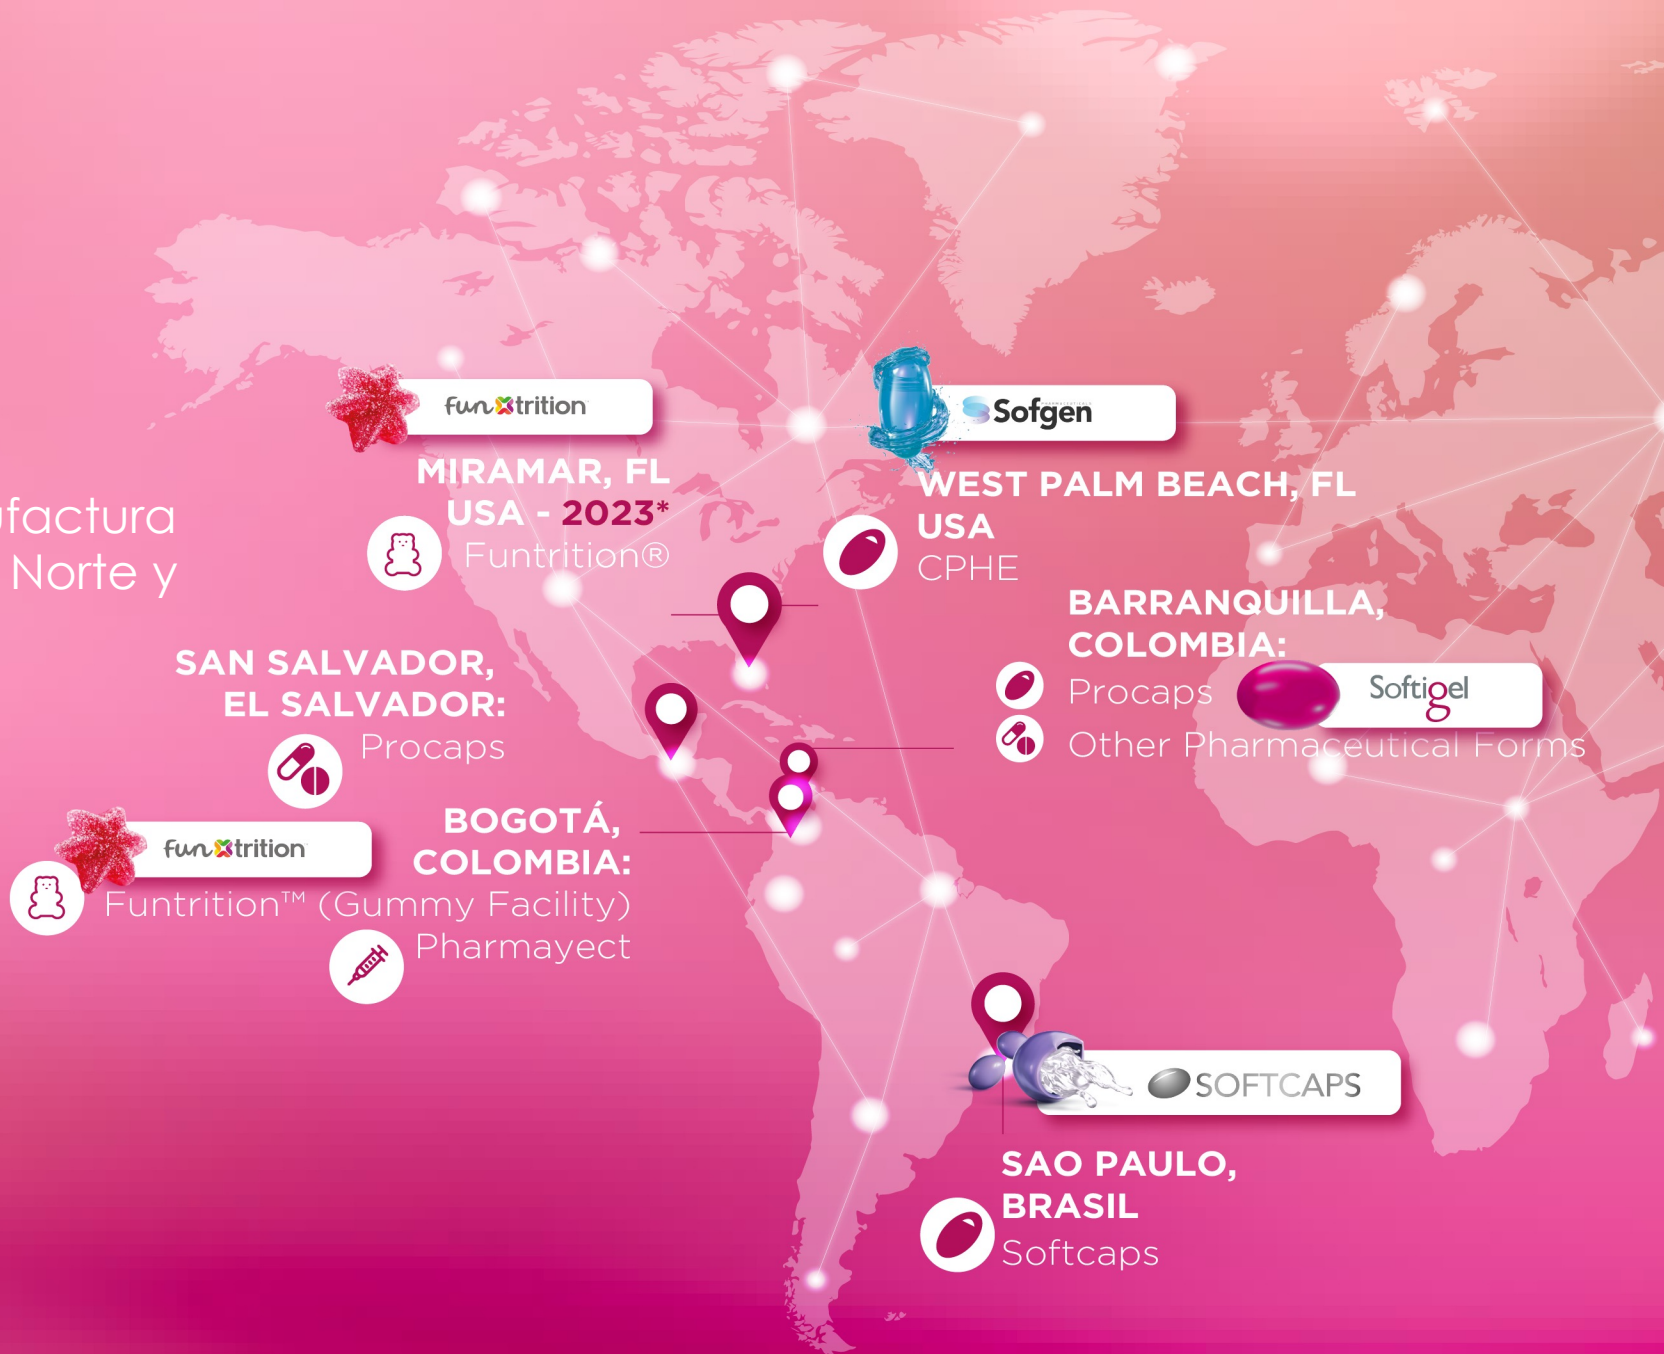 ufactura
Norte y
funtrition
MIRAMAR, FL
USA - 2023*
Funtrition®
Sofgen
WEST PALM BEACH, FL
USA
CPHE
BARRANQUILLA,
COLOMBIA:
Procaps
Softigel
Other Pharmaceutical Forms
SAN SALVADOR,
EL SALVADOR:
Procaps
funtrition
BOGOTÁ,
COLOMBIA:
Funtrition™ (Gummy Facility)
Pharmayect
SOFTCAPS
SAO PAULO,
BRASIL
Softcaps